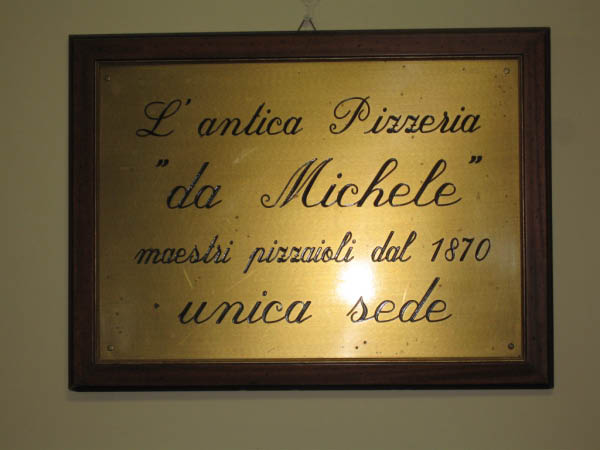 L'antica Pizzeria
"da Michele"
maestri pizzaioli dal 1870
unica sede